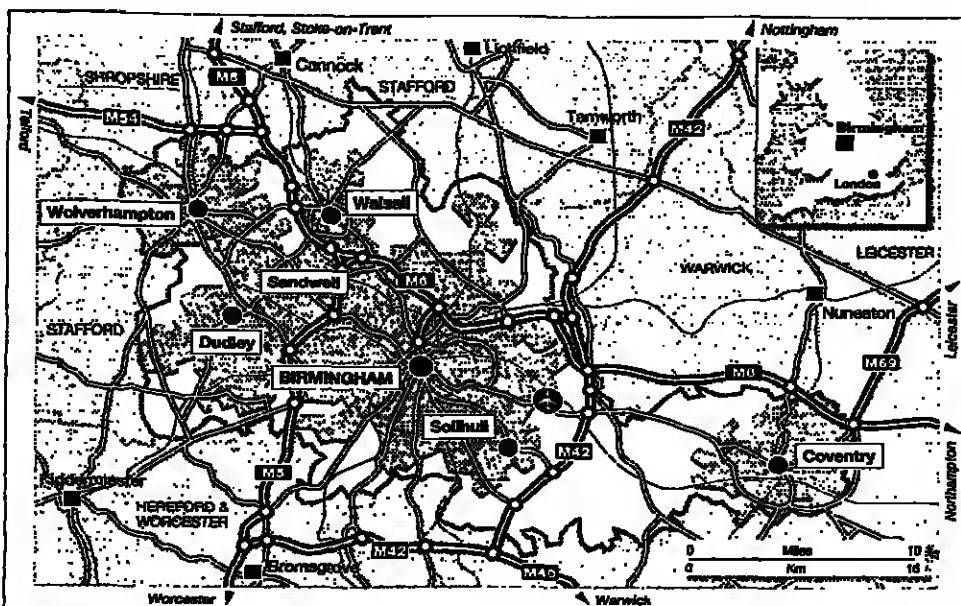 Stafford, Stoke-on-Trent
Nottingham
Cannock
Lichfield
SHROPSHIRE
M6
STAFFORD
Telford
M54
Tamworth
M42
Birmingham
London
Wolverhampton
Walsall
LEICESTER
WARWICK
Sandwell
M6
STAFFORD
Dudley
Nuneaton
Leicester
BIRMINGHAM
M6
M69
Solihull
M42
Coventry
M5
Kidderminster
HEREFORD &
WORCESTER
Northampton
M42
0 Miles 10
0 Km 16
Bromsgrove
M40
Worcester
Warwick